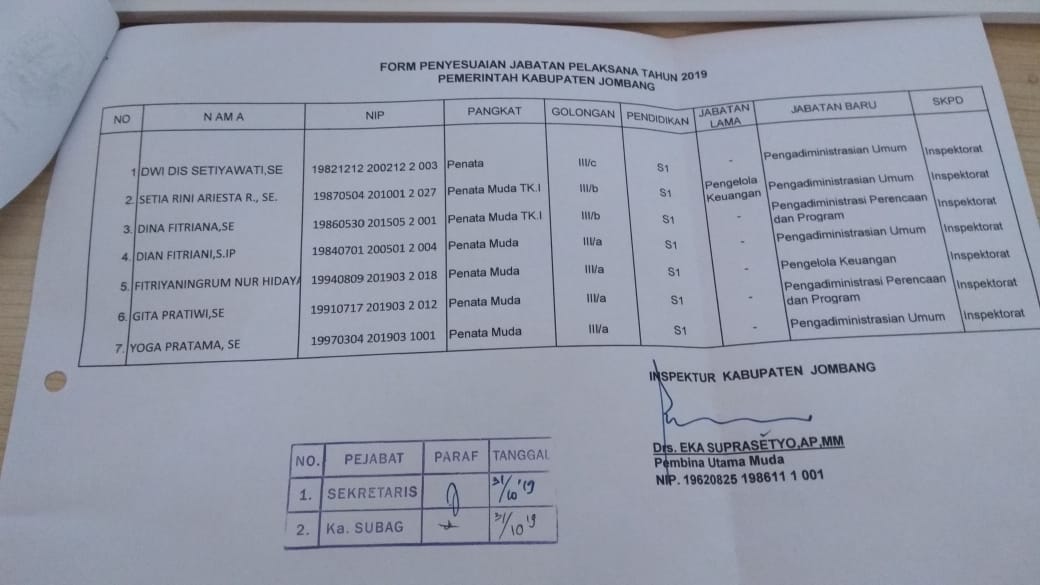 FORM PENYESUAIAN JABATAN PELAKSANA TAHUN 2019
PEMERINTAH KABUPATEN JOMBANG
NO N A M A NIP PANGKAT GOLONGAN PENDIDIKAN JABATAN LAMA JABATAN BARU SKPD
1 DWI DIS SETIYAWATI,SE 19821212 200212 2 003 Penata III/c S1 - Pengadiministrasian Umum Inspektorat
2. SETIA RINI ARIESTA R., SE. 19870504 201001 2 027 Penata Muda TK.I III/b S1 Pengelola Keuangan Pengadiministrasian Umum Inspektorat
3. DINA FITRIANA,SE 19860530 201505 2 001 Penata Muda TK.I III/b S1 - Pengadiministrasi Perencaan dan Program Inspektorat
4. DIAN FITRIANI,S.IP 19840701 200501 2 004 Penata Muda III/a S1 - Pengadiministrasian Umum Inspektorat
5. FITRIYANINGRUM NUR HIDAYA 19940809 201903 2 018 Penata Muda III/a S1 - Pengelola Keuangan Inspektorat
6. GITA PRATIWI,SE 19910717 201903 2 012 Penata Muda III/a S1 - Pengadiministrasi Perencaan dan Program Inspektorat
7. YOGA PRATAMA, SE 19970304 201903 1001 Penata Muda III/a S1 - Pengadiministrasian Umum Inspektorat
INSPEKTUR KABUPATEN JOMBANG
Drs. EKA SUPRASETYO,AP,MM
Pembina Utama Muda
NIP. 19620825 198611 1 001
NO. PEJABAT PARAF TANGGAL
1. SEKRETARIS 31/10 '19
2. Ka. SUBAG 31/10 '19